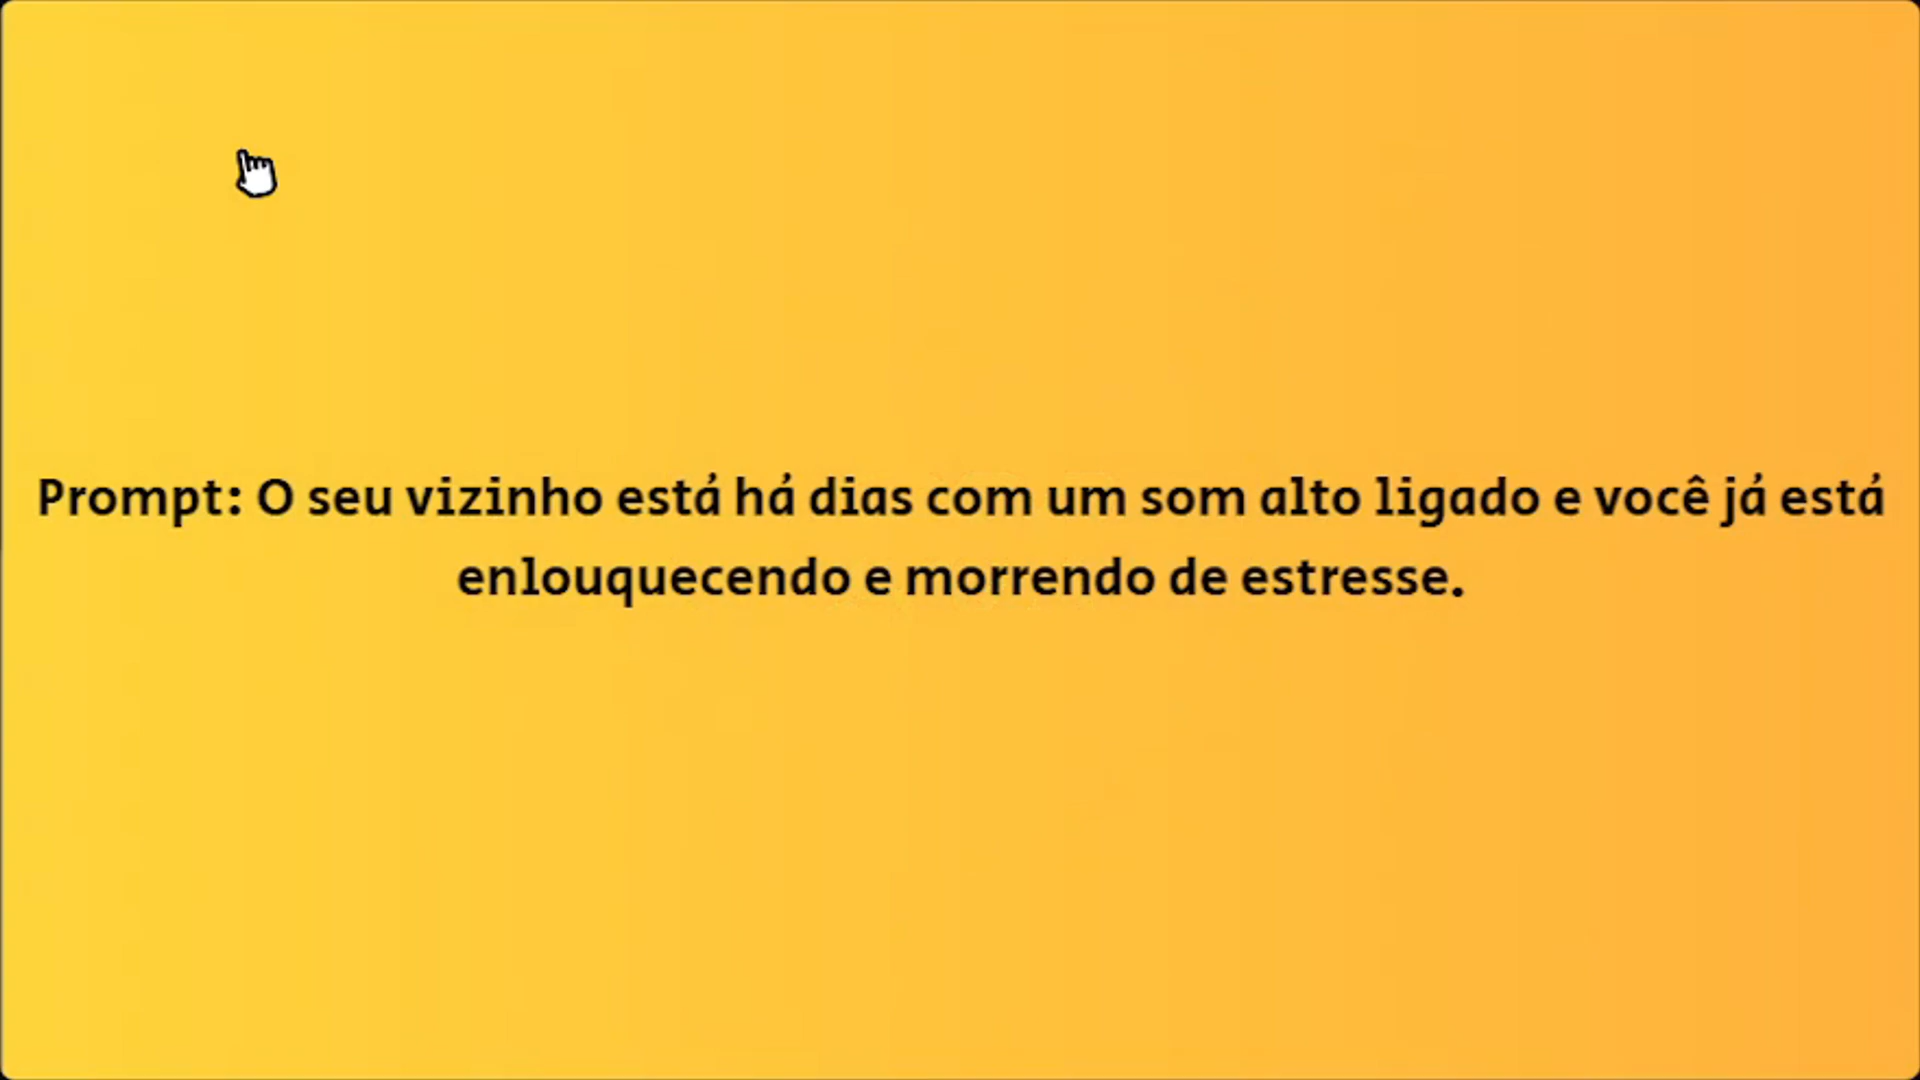 Prompt: O seu vizinho está há dias com um som alto ligado e você já está
enlouquecendo e morrendo de estresse.